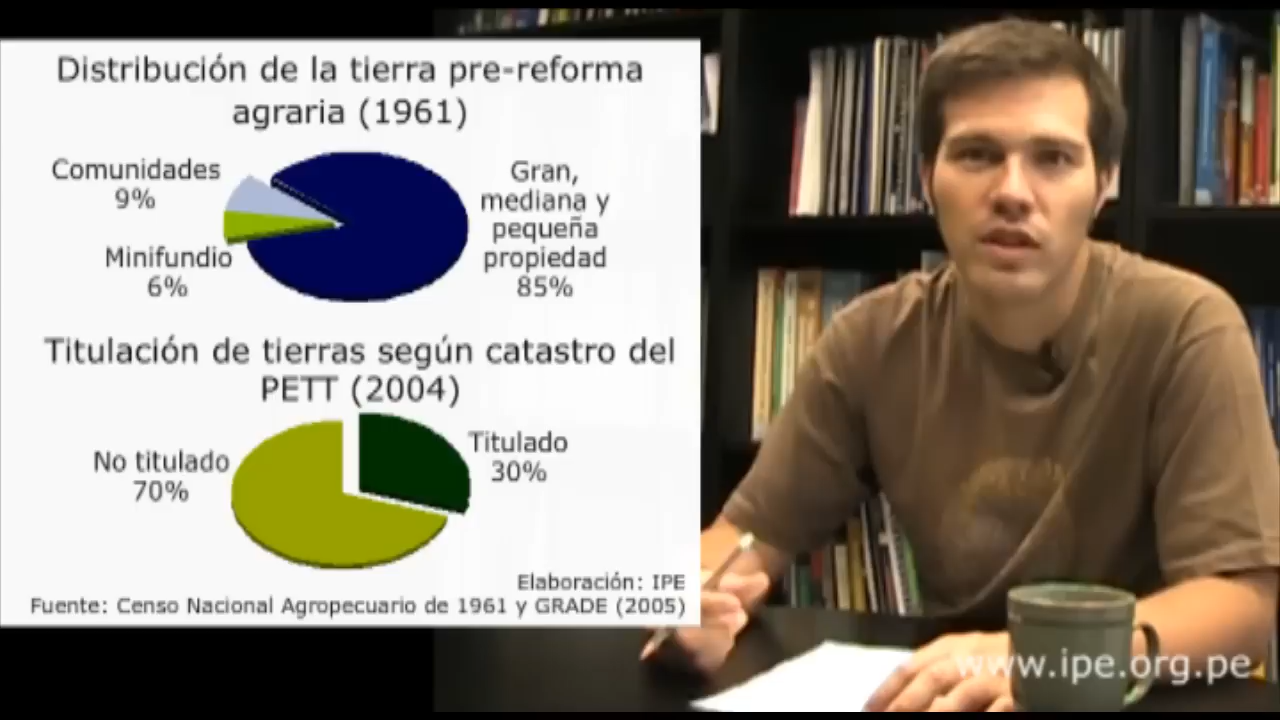 Distribución de la tierra pre-reforma
agraria (1961)
Comunidades
9%
Minifundio
6%
Gran,
mediana y
pequeña
propiedad
85%
Titulación de tierras según catastro del
PETT (2004)
No titulado
70%
Titulado
30%
Elaboración: IPE
Fuente: Censo Nacional Agropecuario de 1961 y GRADE (2005)
www.ipe.org.pe